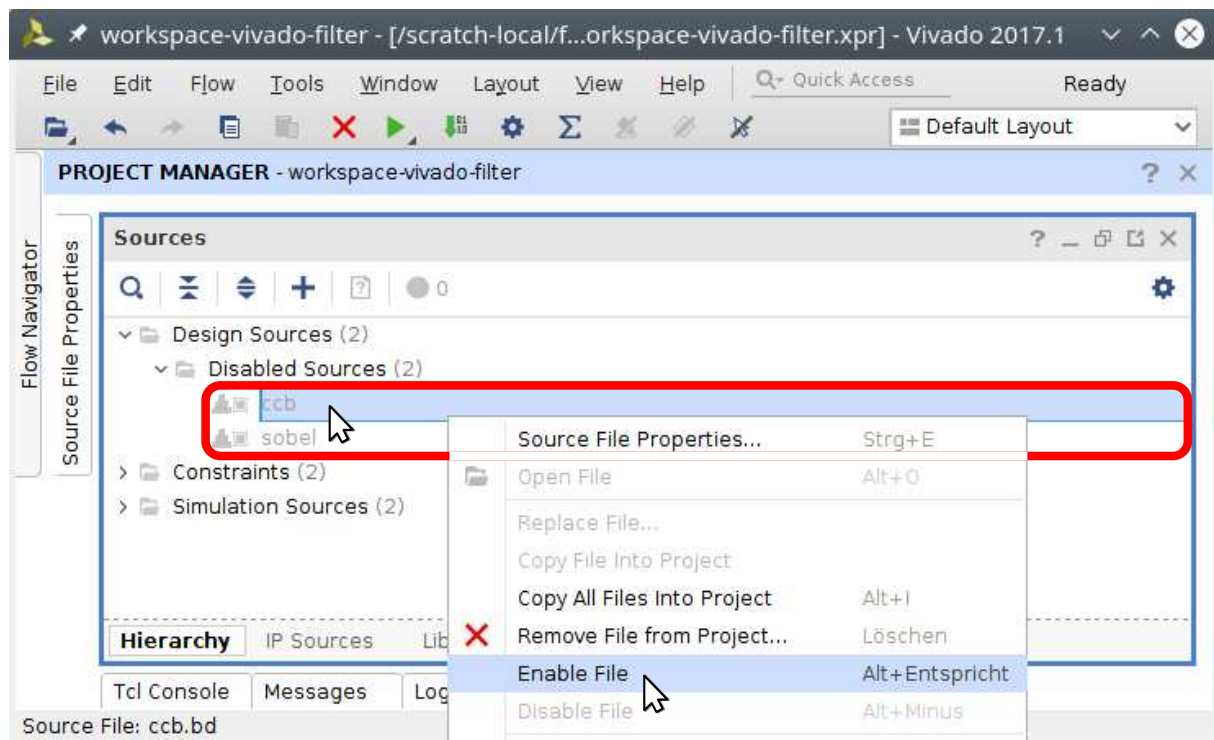 workspace-vivado-filter - [/scratch-local/f...orkspace-vivado-filter.xpr] - Vivado 2017.1
File Edit Flow Tools Window Layout View Help Quick Access Ready
Default Layout
PROJECT MANAGER - workspace-vivado-filter
Flow Navigator
Source File Properties
Sources
0
Design Sources (2)
Disabled Sources (2)
ccb
sobel
Constraints (2)
Simulation Sources (2)
Source File Properties... Strg+E
Open File Alt+O
Replace File...
Copy File Into Project
Copy All Files Into Project Alt+I
Remove File from Project... Löschen
Enable File Alt+Entspricht
Disable File Alt+Minus
Hierarchy IP Sources Lib
Tcl Console Messages Log
Source File: ccb.bd